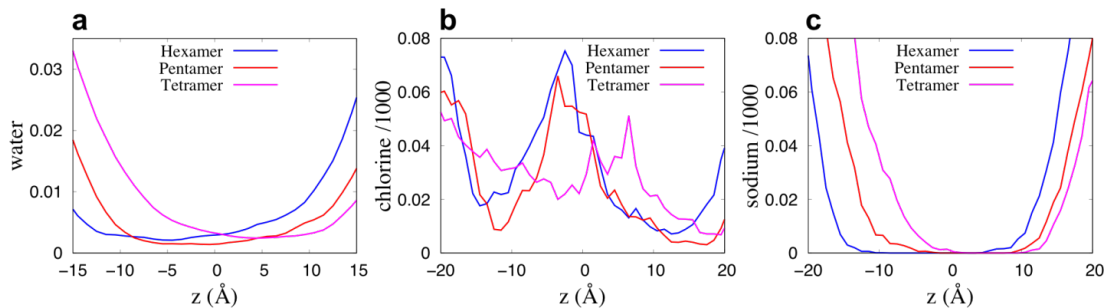 a
Hexamer
Pentamer
Tetramer
water
0.03
0.02
0.01
0
−15
−10
−5
0
5
10
15
z (Å)
b
Hexamer
Pentamer
Tetramer
chlorine /1000
0.08
0.06
0.04
0.02
0
−20
−10
0
10
20
z (Å)
c
Hexamer
Pentamer
Tetramer
sodium /1000
0.08
0.06
0.04
0.02
0
−20
−10
0
10
20
z (Å)